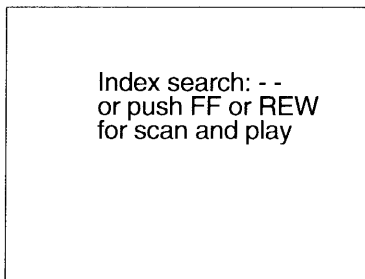 Index search: - -
or push FF or REW
for scan and play